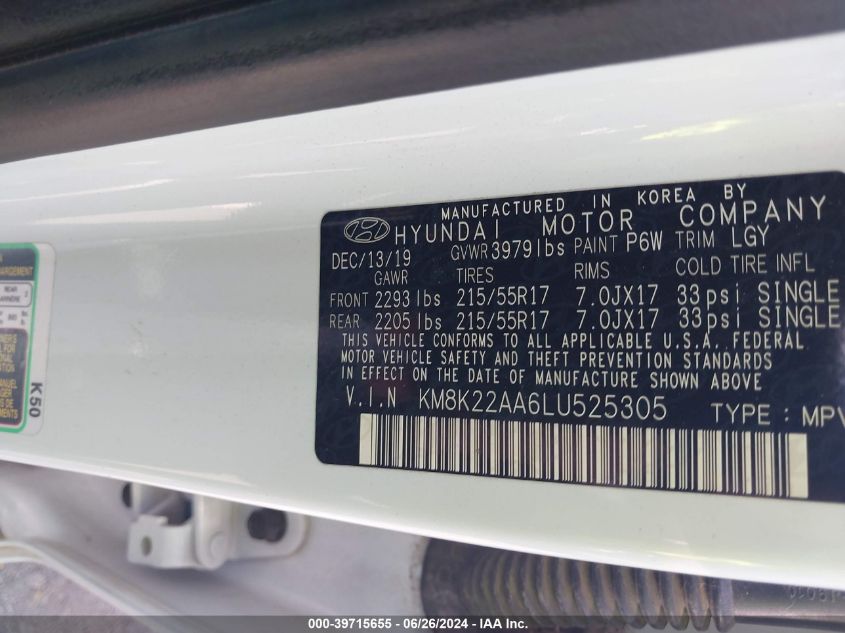 MANUFACTURED IN KOREA BY
HYUNDAI MOTOR COMPANY
DEC/13/19 GVWR 3979 lbs PAINT P6W TRIM LGY
GAWR TIRES RIMS COLD TIRE INFL
FRONT 2293 lbs 215/55R17 7.0JX17 33 psi SINGLE
REAR 2205 lbs 215/55R17 7.0JX17 33 psi SINGLE
THIS VEHICLE CONFORMS TO ALL APPLICABLE U.S.A. FEDERAL
MOTOR VEHICLE SAFETY AND THEFT PREVENTION STANDARDS
IN EFFECT ON THE DATE OF MANUFACTURE SHOWN ABOVE
V.I.N KM8K22AA6LU525305 TYPE : MPV
REAR
K50
000-39715655 - 06/26/2024 - IAA Inc.